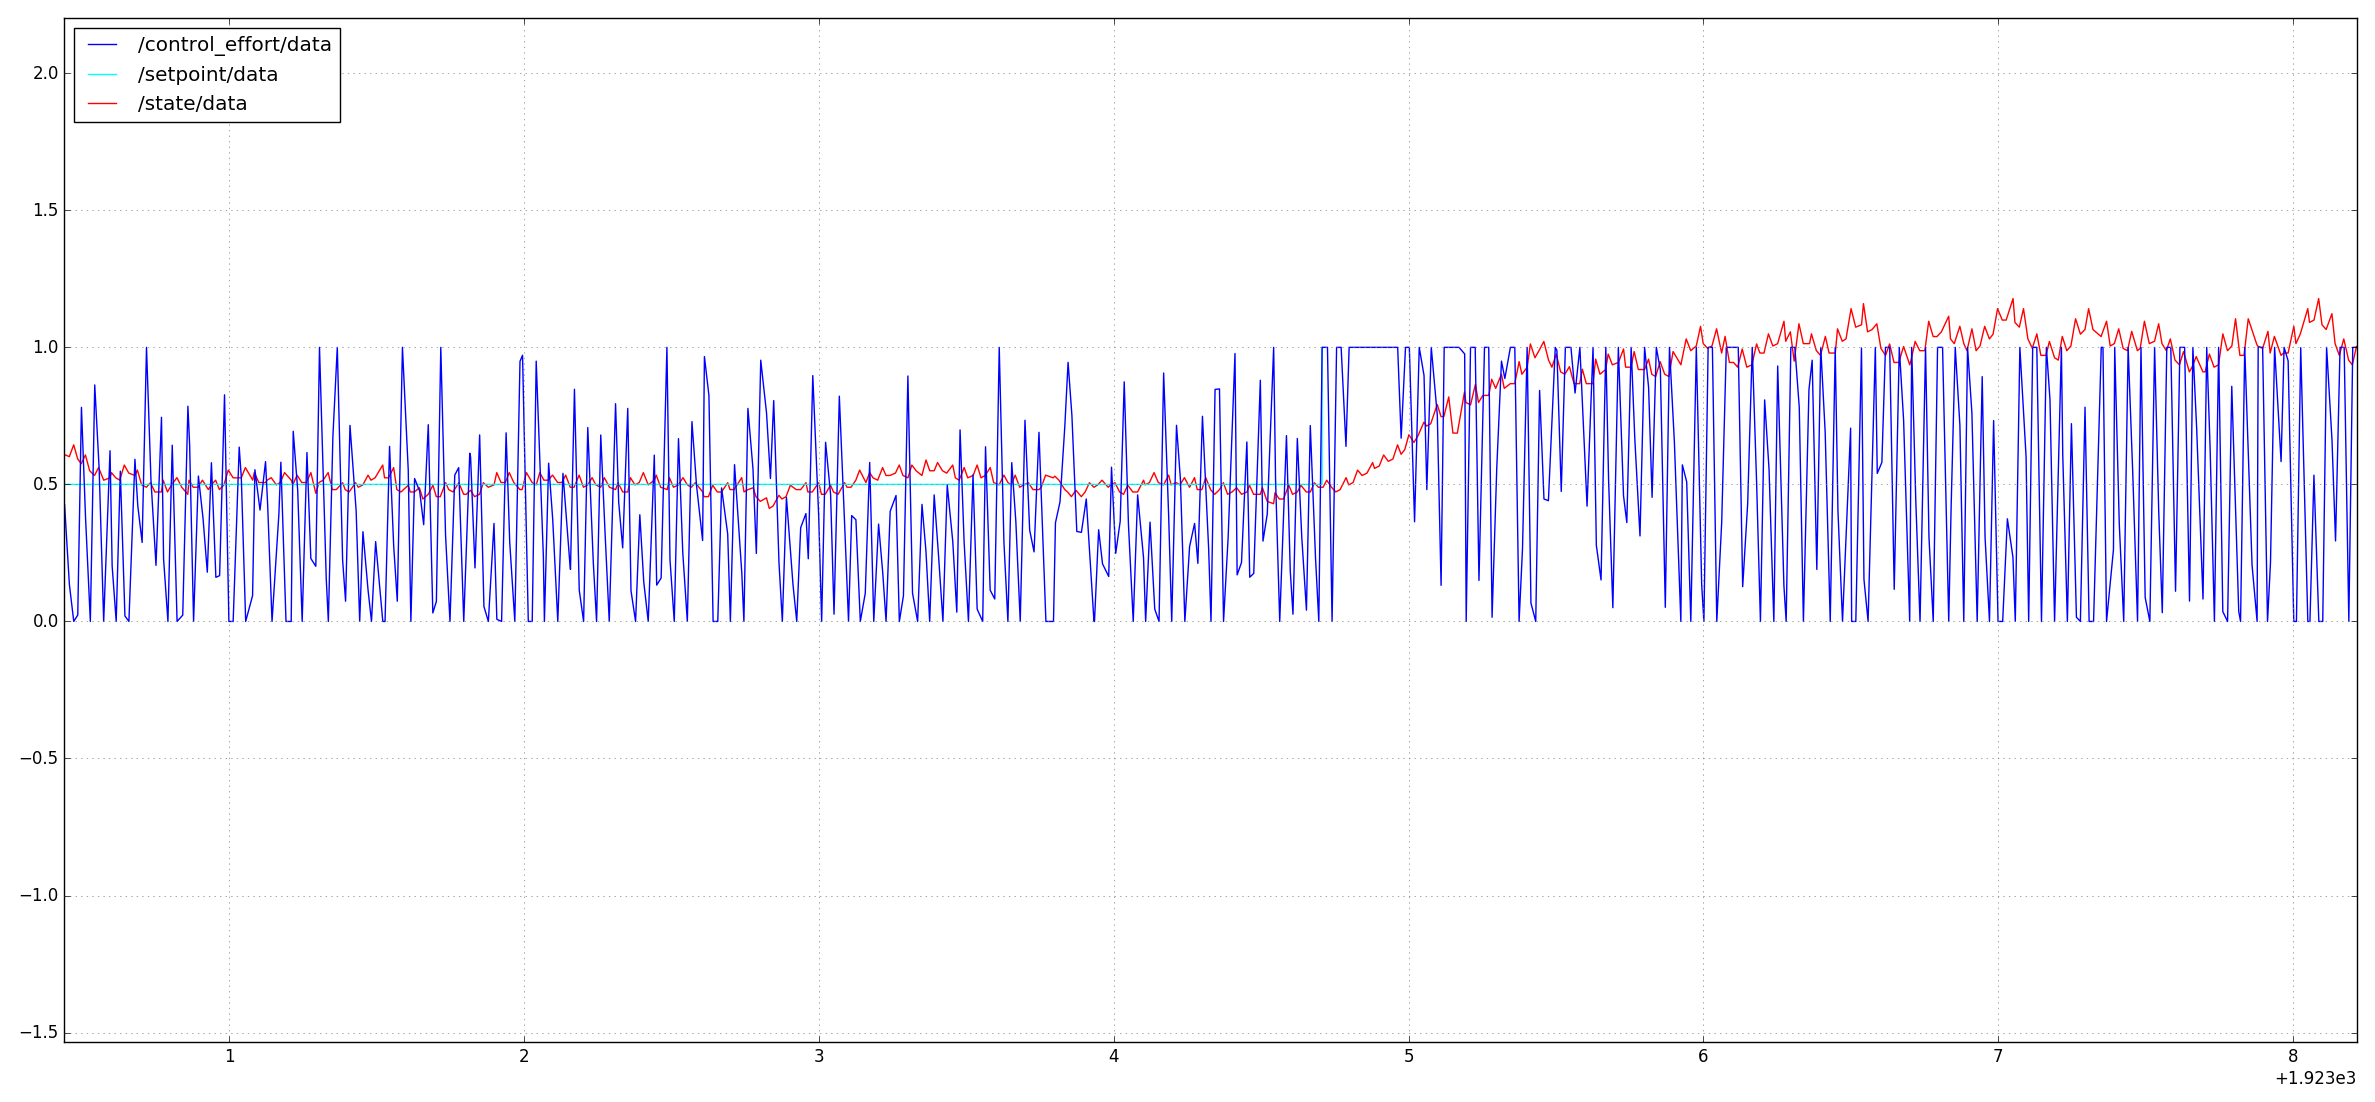 /control_effort/data
/setpoint/data
/state/data
2.0
1.5
1.0
0.5
0.0
−0.5
−1.0
−1.5
1 2 3 4 5 6 7 8
+1.923e3